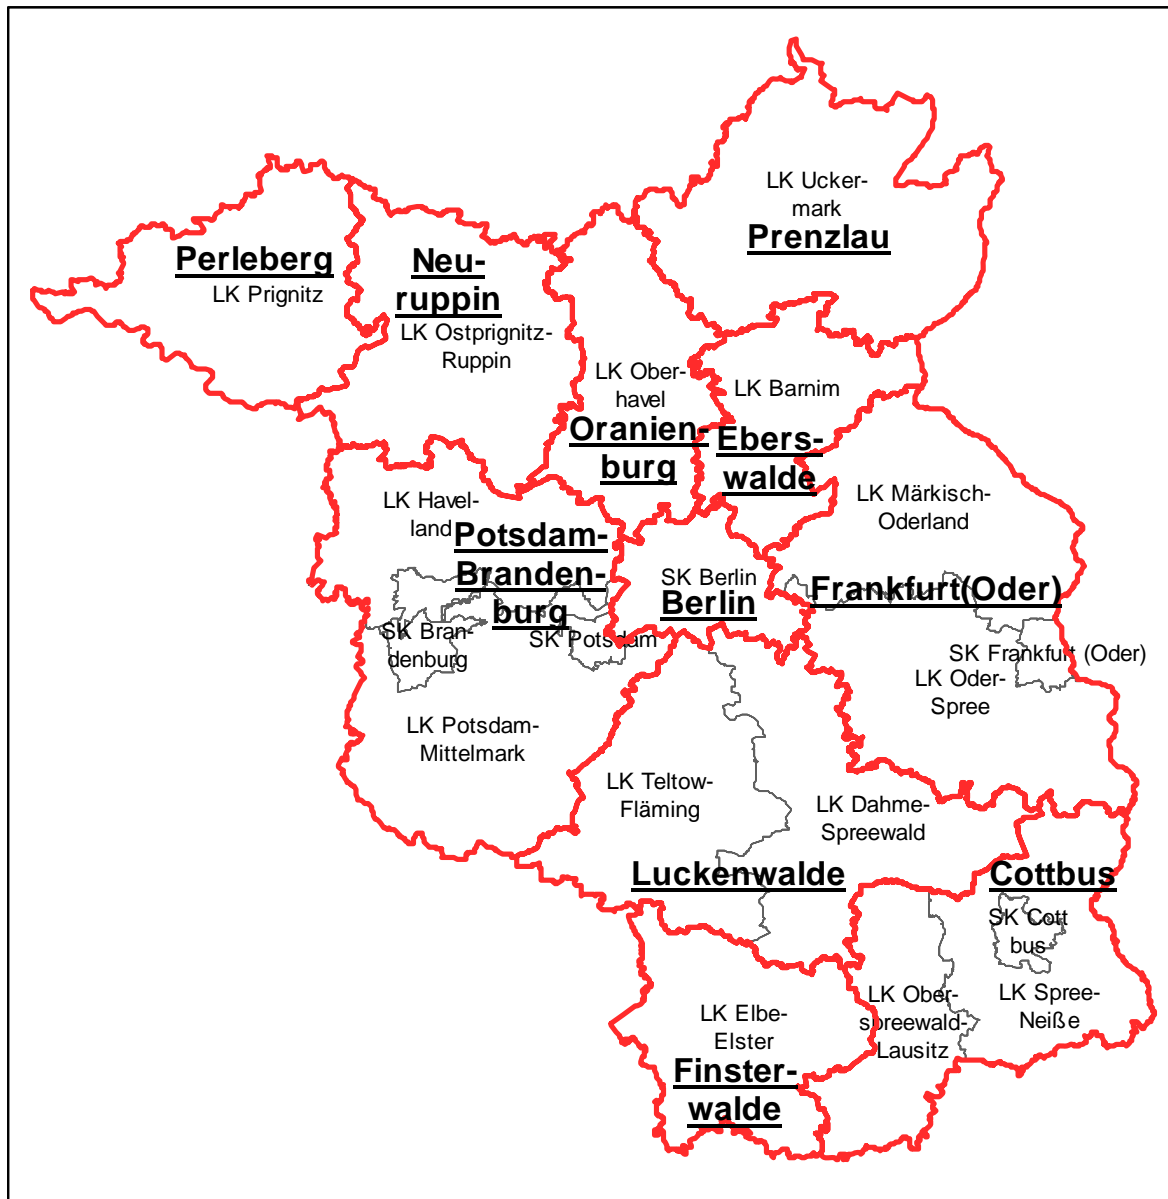 LK Ucker-
mark
Prenzlau
Perleberg
LK Prignitz
Neu-
ruppin
LK Ostprignitz-
Ruppin
LK Ober-
havel
Oranien-
burg
LK Barnim
Ebers-
walde
LK Märkisch-
Oderland
LK Havel-
land
Potsdam-
Branden-
burg
SK Bran-
denburg
SK Potsdam
SK Berlin
Berlin
Frankfurt(Oder)
SK Frankfurt (Oder)
LK Oder-
Spree
LK Potsdam-
Mittelmark
LK Teltow-
Fläming
LK Dahme-
Spreewald
Luckenwalde
Cottbus
SK Cott
bus
LK Ober-
spreewald-
Lausitz
LK Spree-
Neiße
LK Elbe-
Elster
Finster-
walde